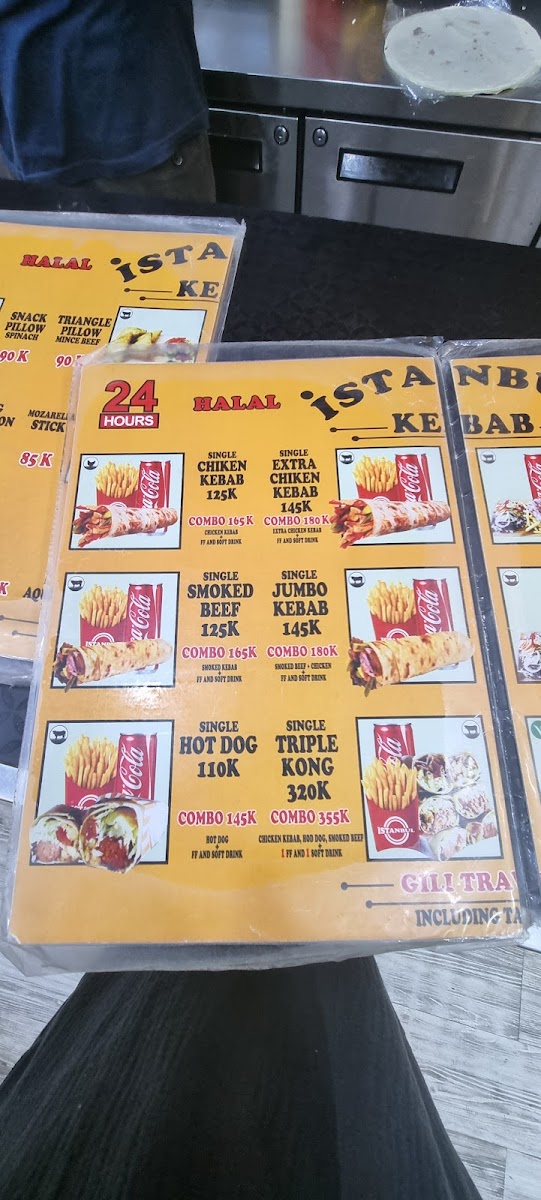 HALAL
İSTA
KE
SNACK
PILLOW
SPINACH
90 K
TRIANGLE
PILLOW
MINCE BEEF
90
MOZARELLA
STICK
85 K
24
HOURS
HALAL
İSTANBU
KEBAB
SINGLE
CHIKEN
KEBAB
125K
COMBO 165K
CHICKEN KEBAB
+
FF AND SOFT DRINK
SINGLE
EXTRA
CHIKEN
KEBAB
145K
COMBO 180K
EXTRA CHICKEN KEBAB
+
FF AND SOFT DRINK
SINGLE
SMOKED
BEEF
125K
COMBO 165K
SMOKED KEBAB
+
FF AND SOFT DRINK
SINGLE
JUMBO
KEBAB
145K
COMBO 180K
SMOKED BEEF + CHICKEN
+
FF AND SOFT DRINK
SINGLE
HOT DOG
110K
COMBO 145K
HOT DOG
+
FF AND SOFT DRINK
SINGLE
TRIPLE
KONG
320K
COMBO 355K
CHICKEN KEBAB, HOD DOG, SMOKED BEEF
+
1 FF AND 1 SOFT DRINK
ISTANBUL
GILI TRA
INCLUDING TA